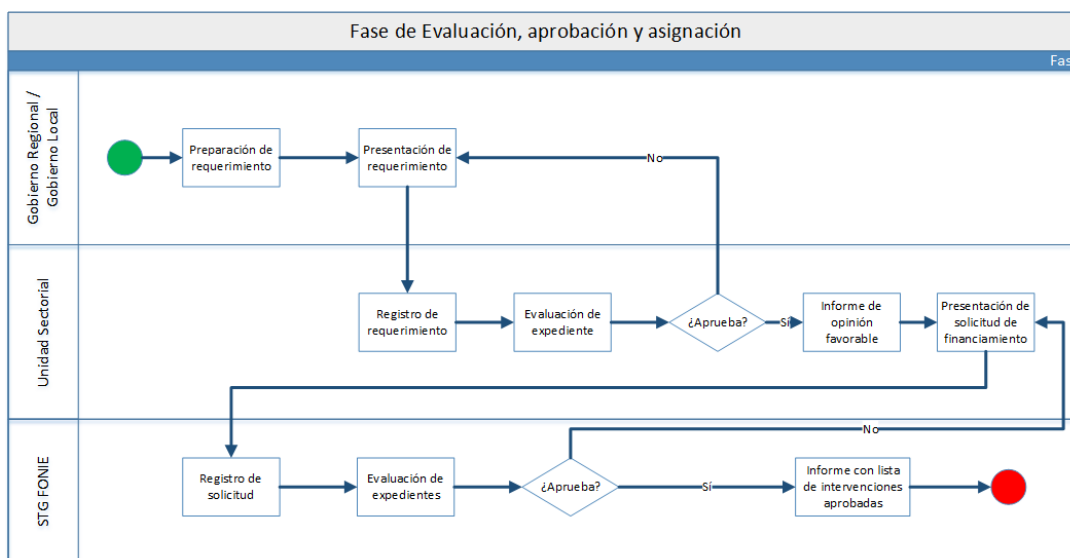 Fase de Evaluación, aprobación y asignación
Fas
Gobierno Regional /
Gobierno Local
Preparación de
requerimiento
Presentación de
requerimiento
No
Unidad Sectorial
Registro de
requerimiento
Evaluación de
expediente
¿Aprueba?
Sí
Informe de
opinión
favorable
Presentación de
solicitud de
financiamiento
No
STG FONIE
Registro de
solicitud
Evaluación de
expedientes
¿Aprueba?
Sí
Informe con lista
de intervenciones
aprobadas